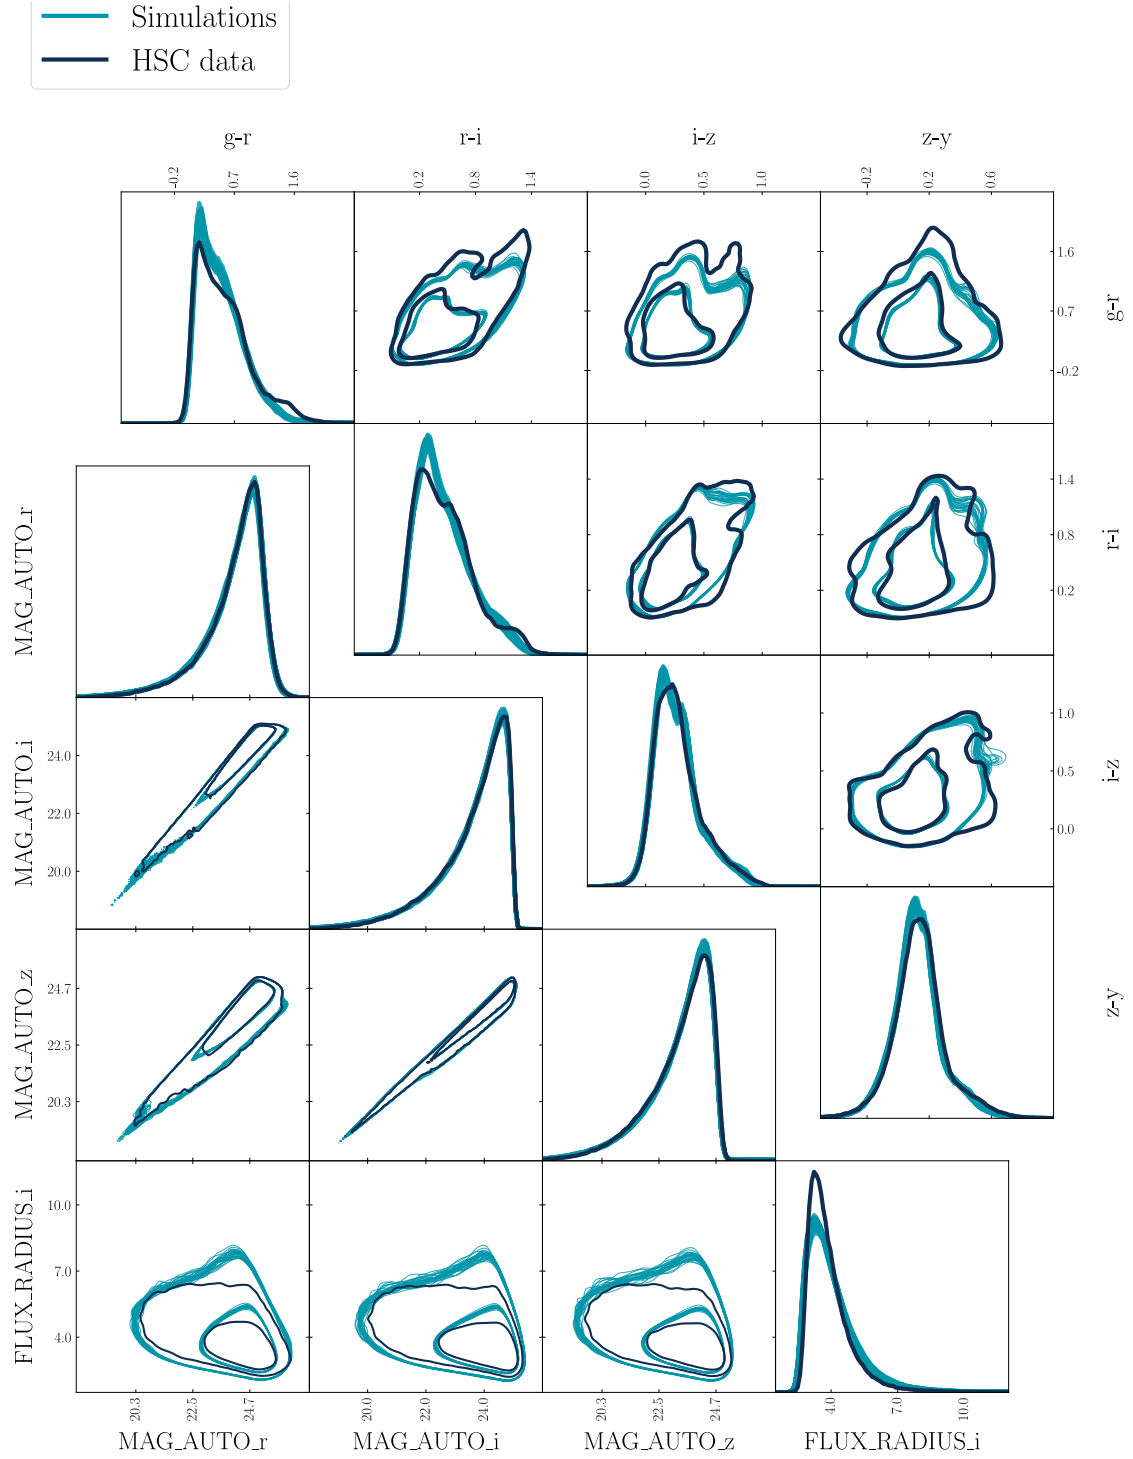 Simulations
HSC data
g-r
r-i
i-z
z-y
-0.2
0.7
1.6
0.2
0.8
1.4
0.0
0.5
1.0
-0.2
0.2
0.6
1.6
0.7
-0.2
g-r
1.4
0.8
0.2
r-i
MAG_AUTO_r
1.0
0.5
0.0
i-z
24.0
22.0
20.0
MAG_AUTO_i
24.7
22.5
20.3
MAG_AUTO_z
z-y
10.0
7.0
4.0
FLUX_RADIUS_i
20.3
22.5
24.7
20.0
22.0
24.0
20.3
22.5
24.7
4.0
7.0
10.0
MAG_AUTO_r
MAG_AUTO_i
MAG_AUTO_z
FLUX_RADIUS_i